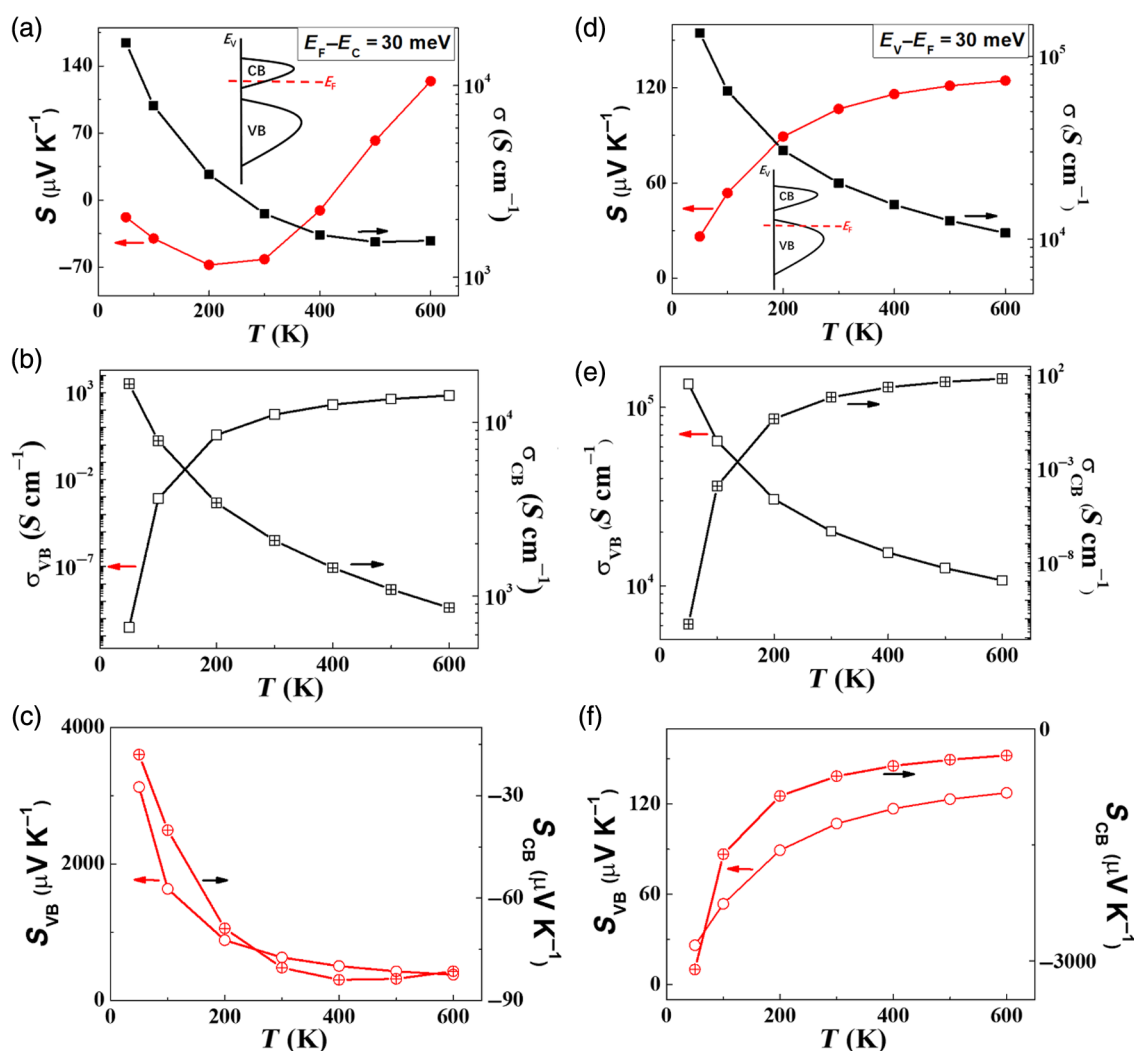 (a)
E_F–E_C = 30 meV
E_V
CB
E_F
VB
S (μV K⁻¹)
140
70
0
–70
σ (S cm⁻¹)
10⁴
10³
0 200 400 600
T (K)
(b)
σ_VB (S cm⁻¹)
10³
10⁻²
10⁻⁷
σ_CB (S cm⁻¹)
10⁴
10³
0 200 400 600
T (K)
(c)
S_VB (μV K⁻¹)
4000
2000
0
S_CB (μV K⁻¹)
–30
–60
–90
0 200 400 600
T (K)
(d)
E_V–E_F = 30 meV
E_V
CB
E_F
VB
S (μV K⁻¹)
120
60
0
σ (S cm⁻¹)
10⁵
10⁴
0 200 400 600
T (K)
(e)
σ_VB (S cm⁻¹)
10⁵
10⁴
σ_CB (S cm⁻¹)
10²
10⁻³
10⁻⁸
0 200 400 600
T (K)
(f)
S_VB (μV K⁻¹)
120
60
0
S_CB (μV K⁻¹)
0
–3000
0 200 400 600
T (K)